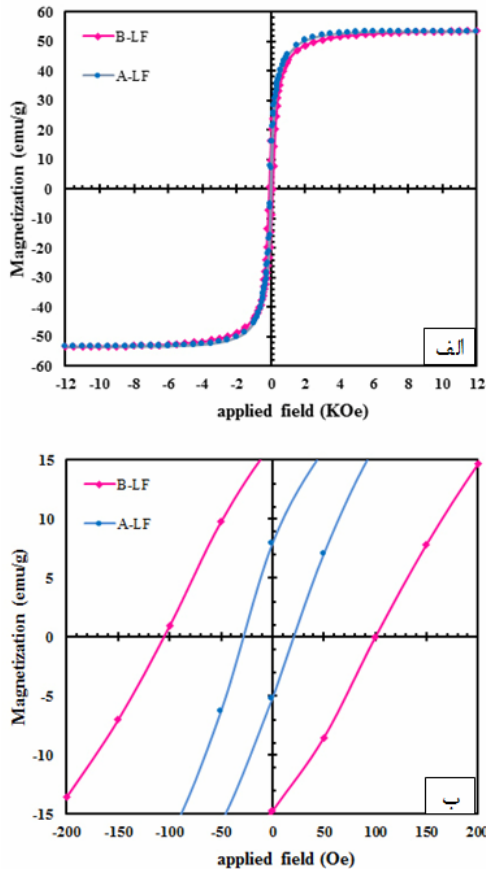 60
50
40
30
20
10
0
-10
-20
-30
-40
-50
-60
Magnetization (emu/g)
B-LF
A-LF
الف
-12 -10 -8 -6 -4 -2 0 2 4 6 8 10 12
applied field (KOe)
15
10
5
0
-5
-10
-15
Magnetization (emu/g)
B-LF
A-LF
ب
-200 -150 -100 -50 0 50 100 150 200
applied field (Oe)